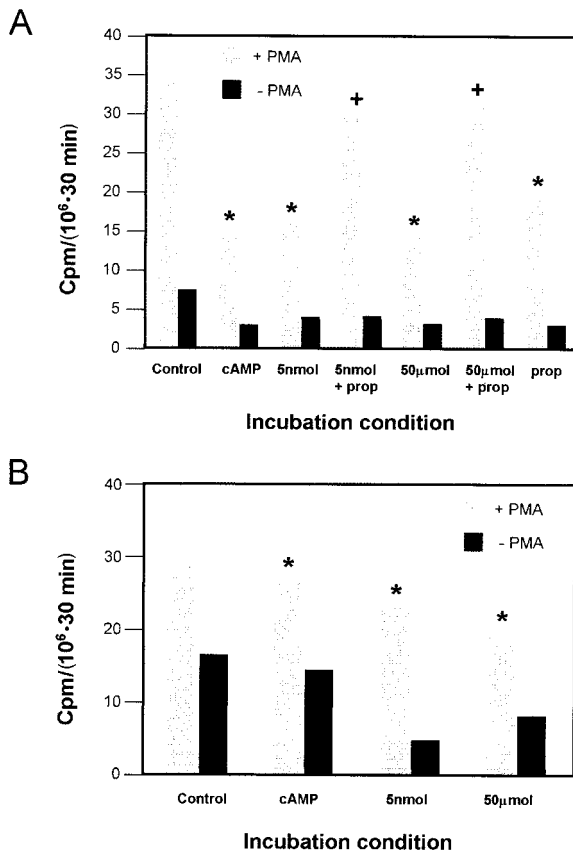 A
40
35
30
25
20
15
10
5
0
Cpm/(10⁶·30 min)
+ PMA
- PMA
+
+
*
*
*
*
*
Control
cAMP
5nmol
5nmol
+ prop
50µmol
50µmol
+ prop
prop
Incubation condition
B
40
30
20
10
0
Cpm/(10⁶·30 min)
+ PMA
- PMA
*
*
*
Control
cAMP
5nmol
50µmol
Incubation condition